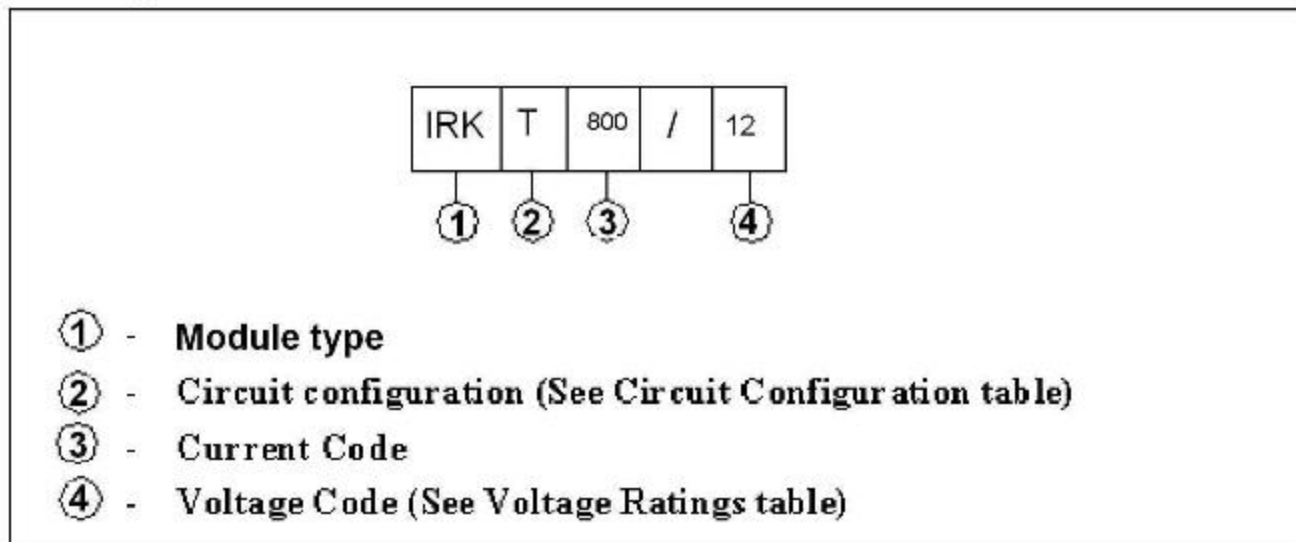 IRK T 800 / 12
1 2 3 4
1 - Module type
2 - Circuit configuration (See Circuit Configuration table)
3 - Current Code
4 - Voltage Code (See Voltage Ratings table)